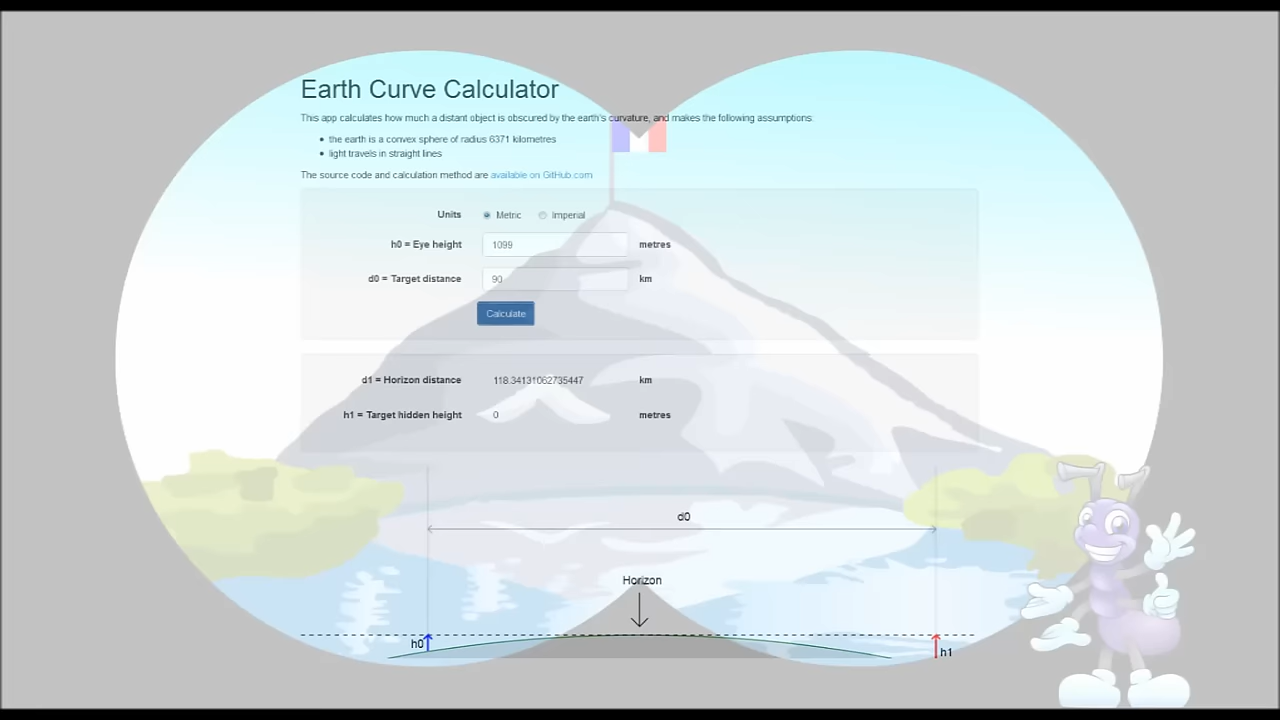 Earth Curve Calculator
This app calculates how much a distant object is obscured by the earth's curvature, and makes the following assumptions:
the earth is a convex sphere of radius 6371 kilometres
light travels in straight lines
The source code and calculation method are available on GitHub.com
Units Metric Imperial
h0 = Eye height 1099 metres
d0 = Target distance 90 km
Calculate
d1 = Horizon distance 118.34131062735447 km
h1 = Target hidden height 0 metres
d0
Horizon
h0
h1